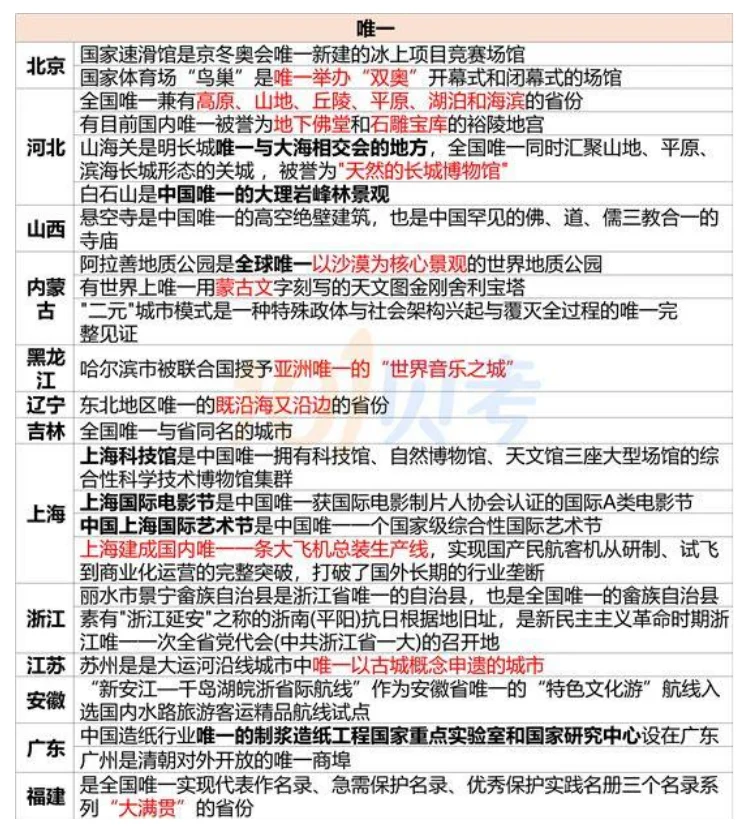 唯一
北京
国家速滑馆是京冬奥会唯一新建的冰上项目竞赛场馆
国家体育场“鸟巢”是唯一举办“双奥”开幕式和闭幕式的场馆
河北
全国唯一兼有高原、山地、丘陵、平原、湖泊和海滨的省份
有目前国内唯一被誉为地下佛堂和石雕宝库的裕陵地宫
山海关是明长城唯一与大海相交会的地方，全国唯一同时汇聚山地、平原、
滨海长城形态的关城，被誉为"天然的长城博物馆"
白石山是中国唯一的大理岩峰林景观
山西
悬空寺是中国唯一的高空绝壁建筑，也是中国罕见的佛、道、儒三教合一的
寺庙
内蒙
古
阿拉善地质公园是全球唯一以沙漠为核心景观的世界地质公园
有世界上唯一用蒙古文字刻写的天文图金刚舍利宝塔
"二元"城市模式是一种特殊政体与社会架构兴起与覆灭全过程的唯一完
整见证
黑龙
江
哈尔滨市被联合国授予亚洲唯一的“世界音乐之城”
辽宁
东北地区唯一的既沿海又沿边的省份
吉林
全国唯一与省同名的城市
上海
上海科技馆是中国唯一拥有科技馆、自然博物馆、天文馆三座大型场馆的综
合性科学技术博物馆集群
上海国际电影节是中国唯一获国际电影制片人协会认证的国际A类电影节
中国上海国际艺术节是中国唯一一个国家级综合性国际艺术节
上海建成国内唯一一条大飞机总装生产线，实现国产民航客机从研制、试飞
到商业化运营的完整突破，打破了国外长期的行业垄断
浙江
丽水市景宁畲族自治县是浙江省唯一的自治县，也是全国唯一的畲族自治县
素有"浙江延安"之称的浙南(平阳)抗日根据地旧址，是新民主主义革命时期浙
江唯一一次全省党代会(中共浙江省一大)的召开地
江苏
苏州是是大运河沿线城市中唯一以古城概念申遗的城市
安徽
“新安江—千岛湖皖浙省际航线”作为安徽省唯一的“特色文化游”航线入
选国内水路旅游客运精品航线试点
广东
中国造纸行业唯一的制浆造纸工程国家重点实验室和国家研究中心设在广东
广州是清朝对外开放的唯一商埠
福建
是全国唯一实现代表作名录、急需保护名录、优秀保护实践名册三个名录系
列“大满贯”的省份